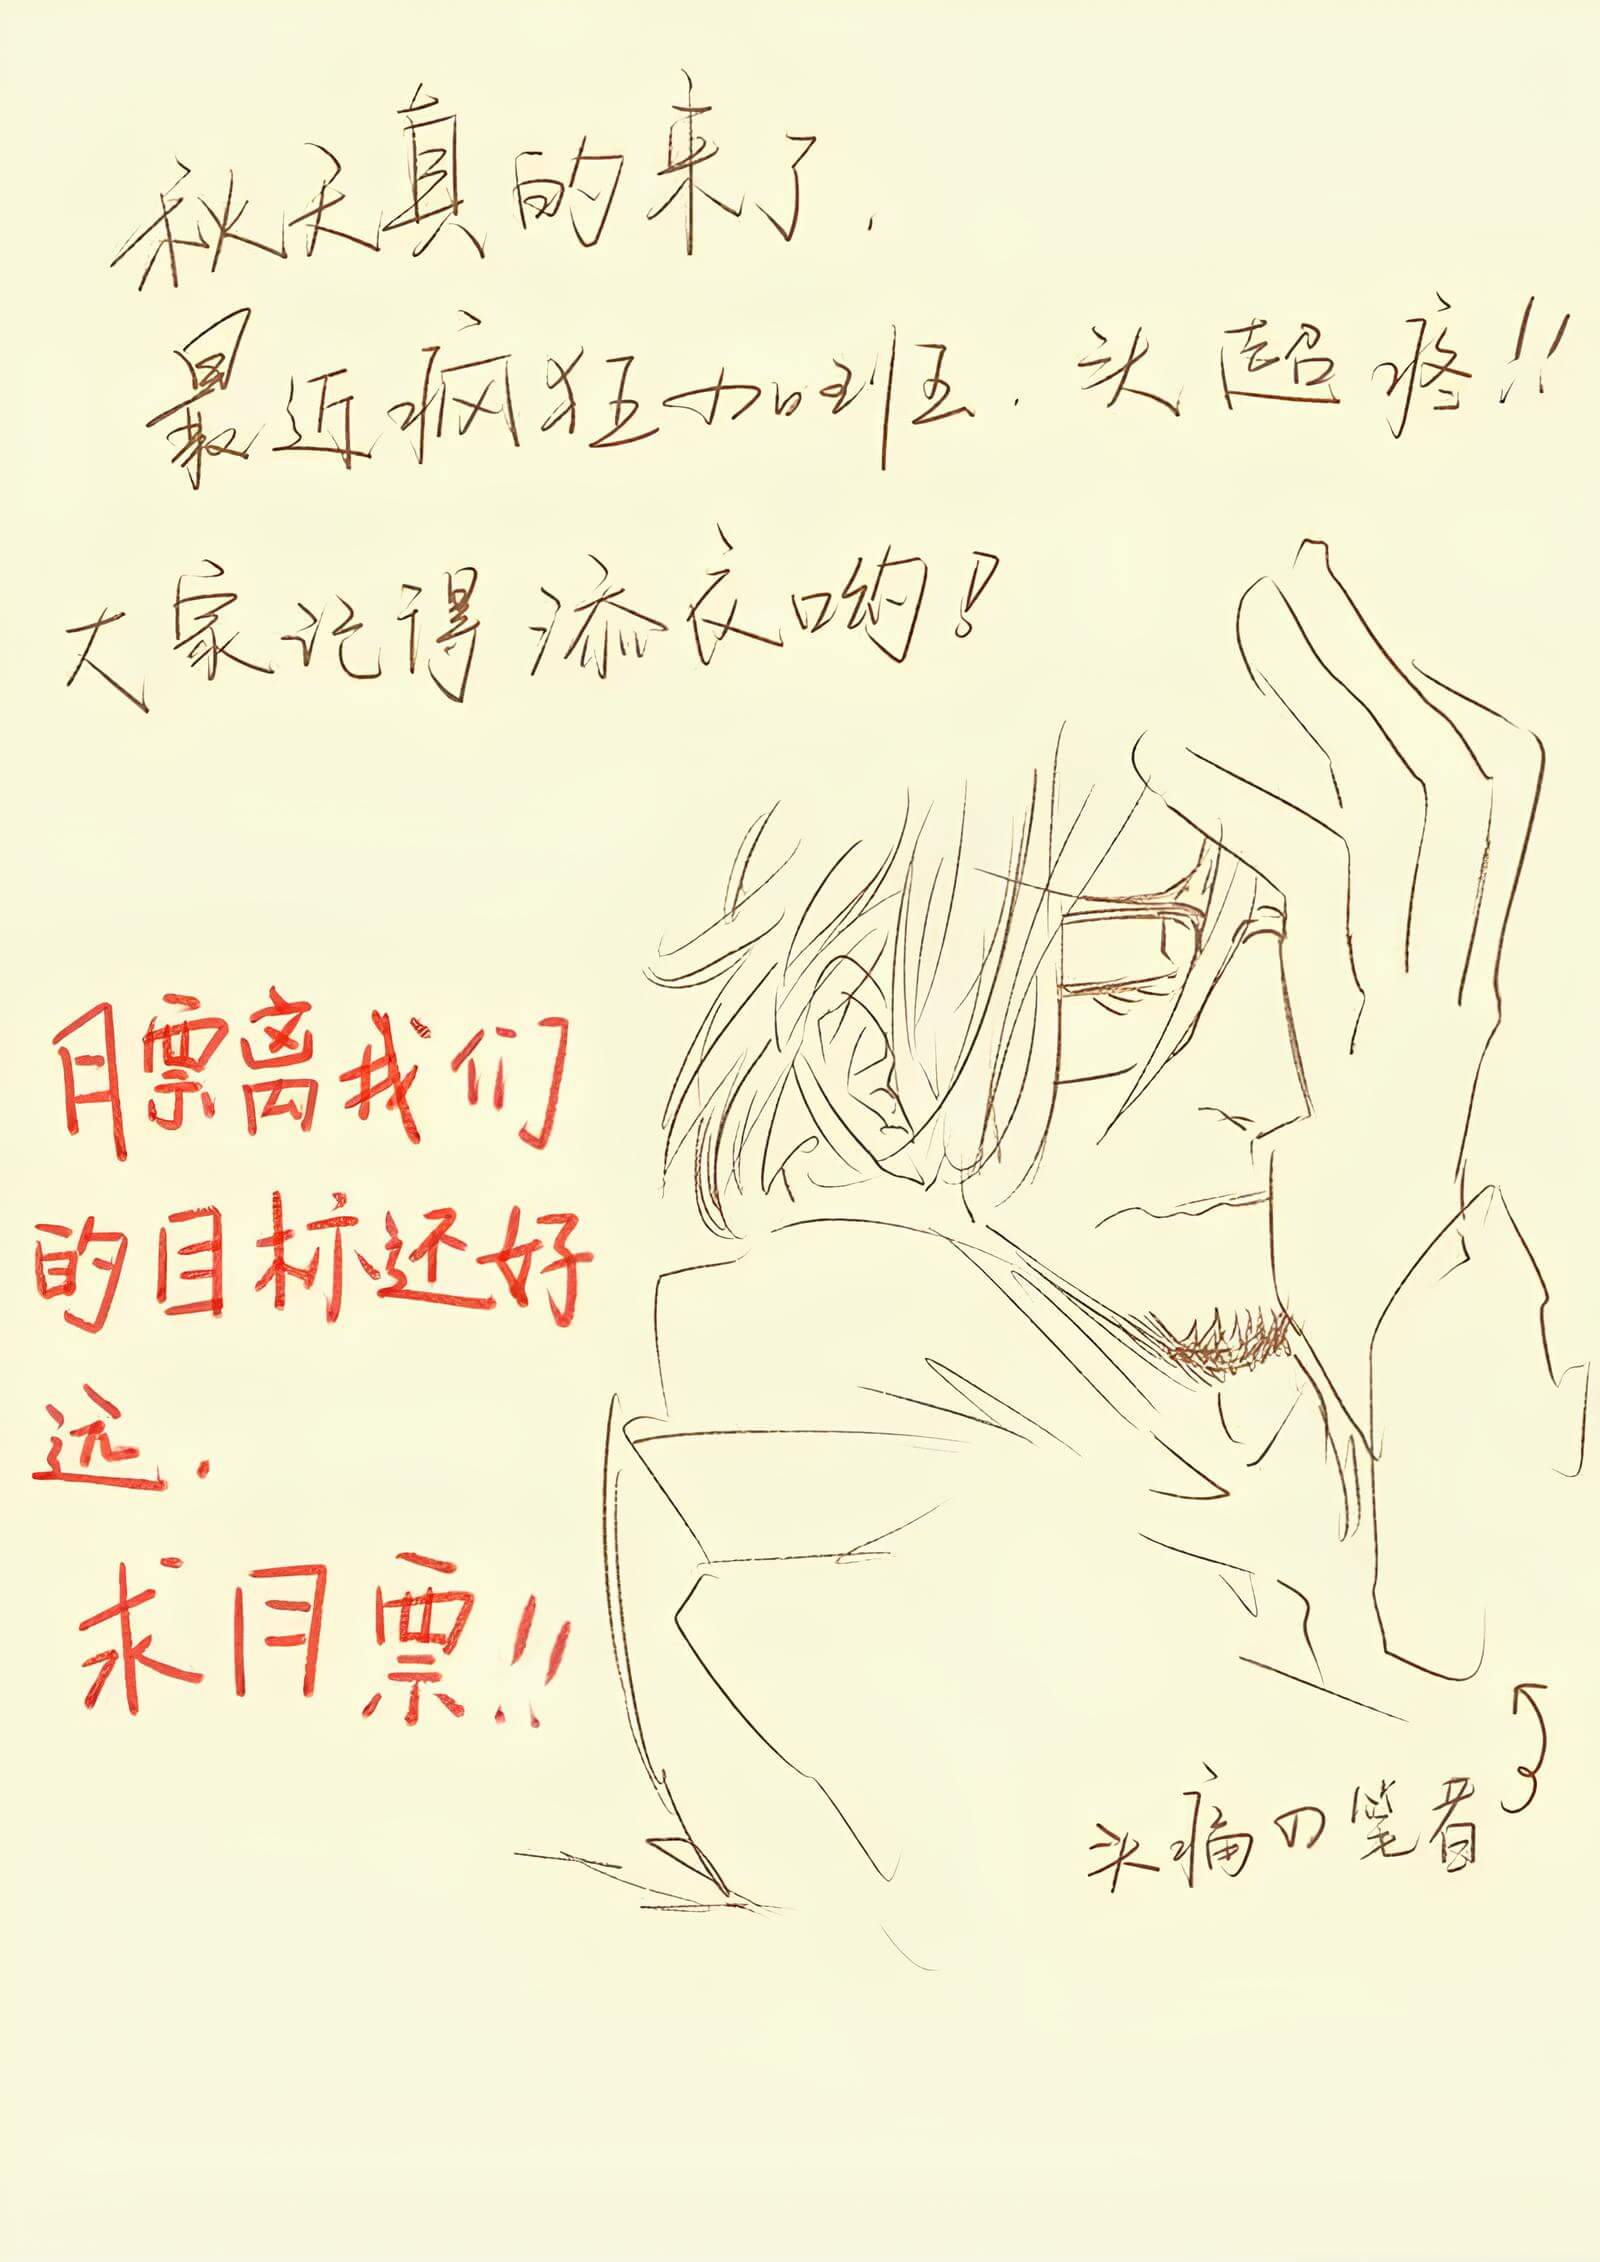 秋天真的来了.
最近疯狂加班.头超疼!!
大家记得添衣哟!
月票离我们
的目标还好
远.
求月票!!
头痛の笔者